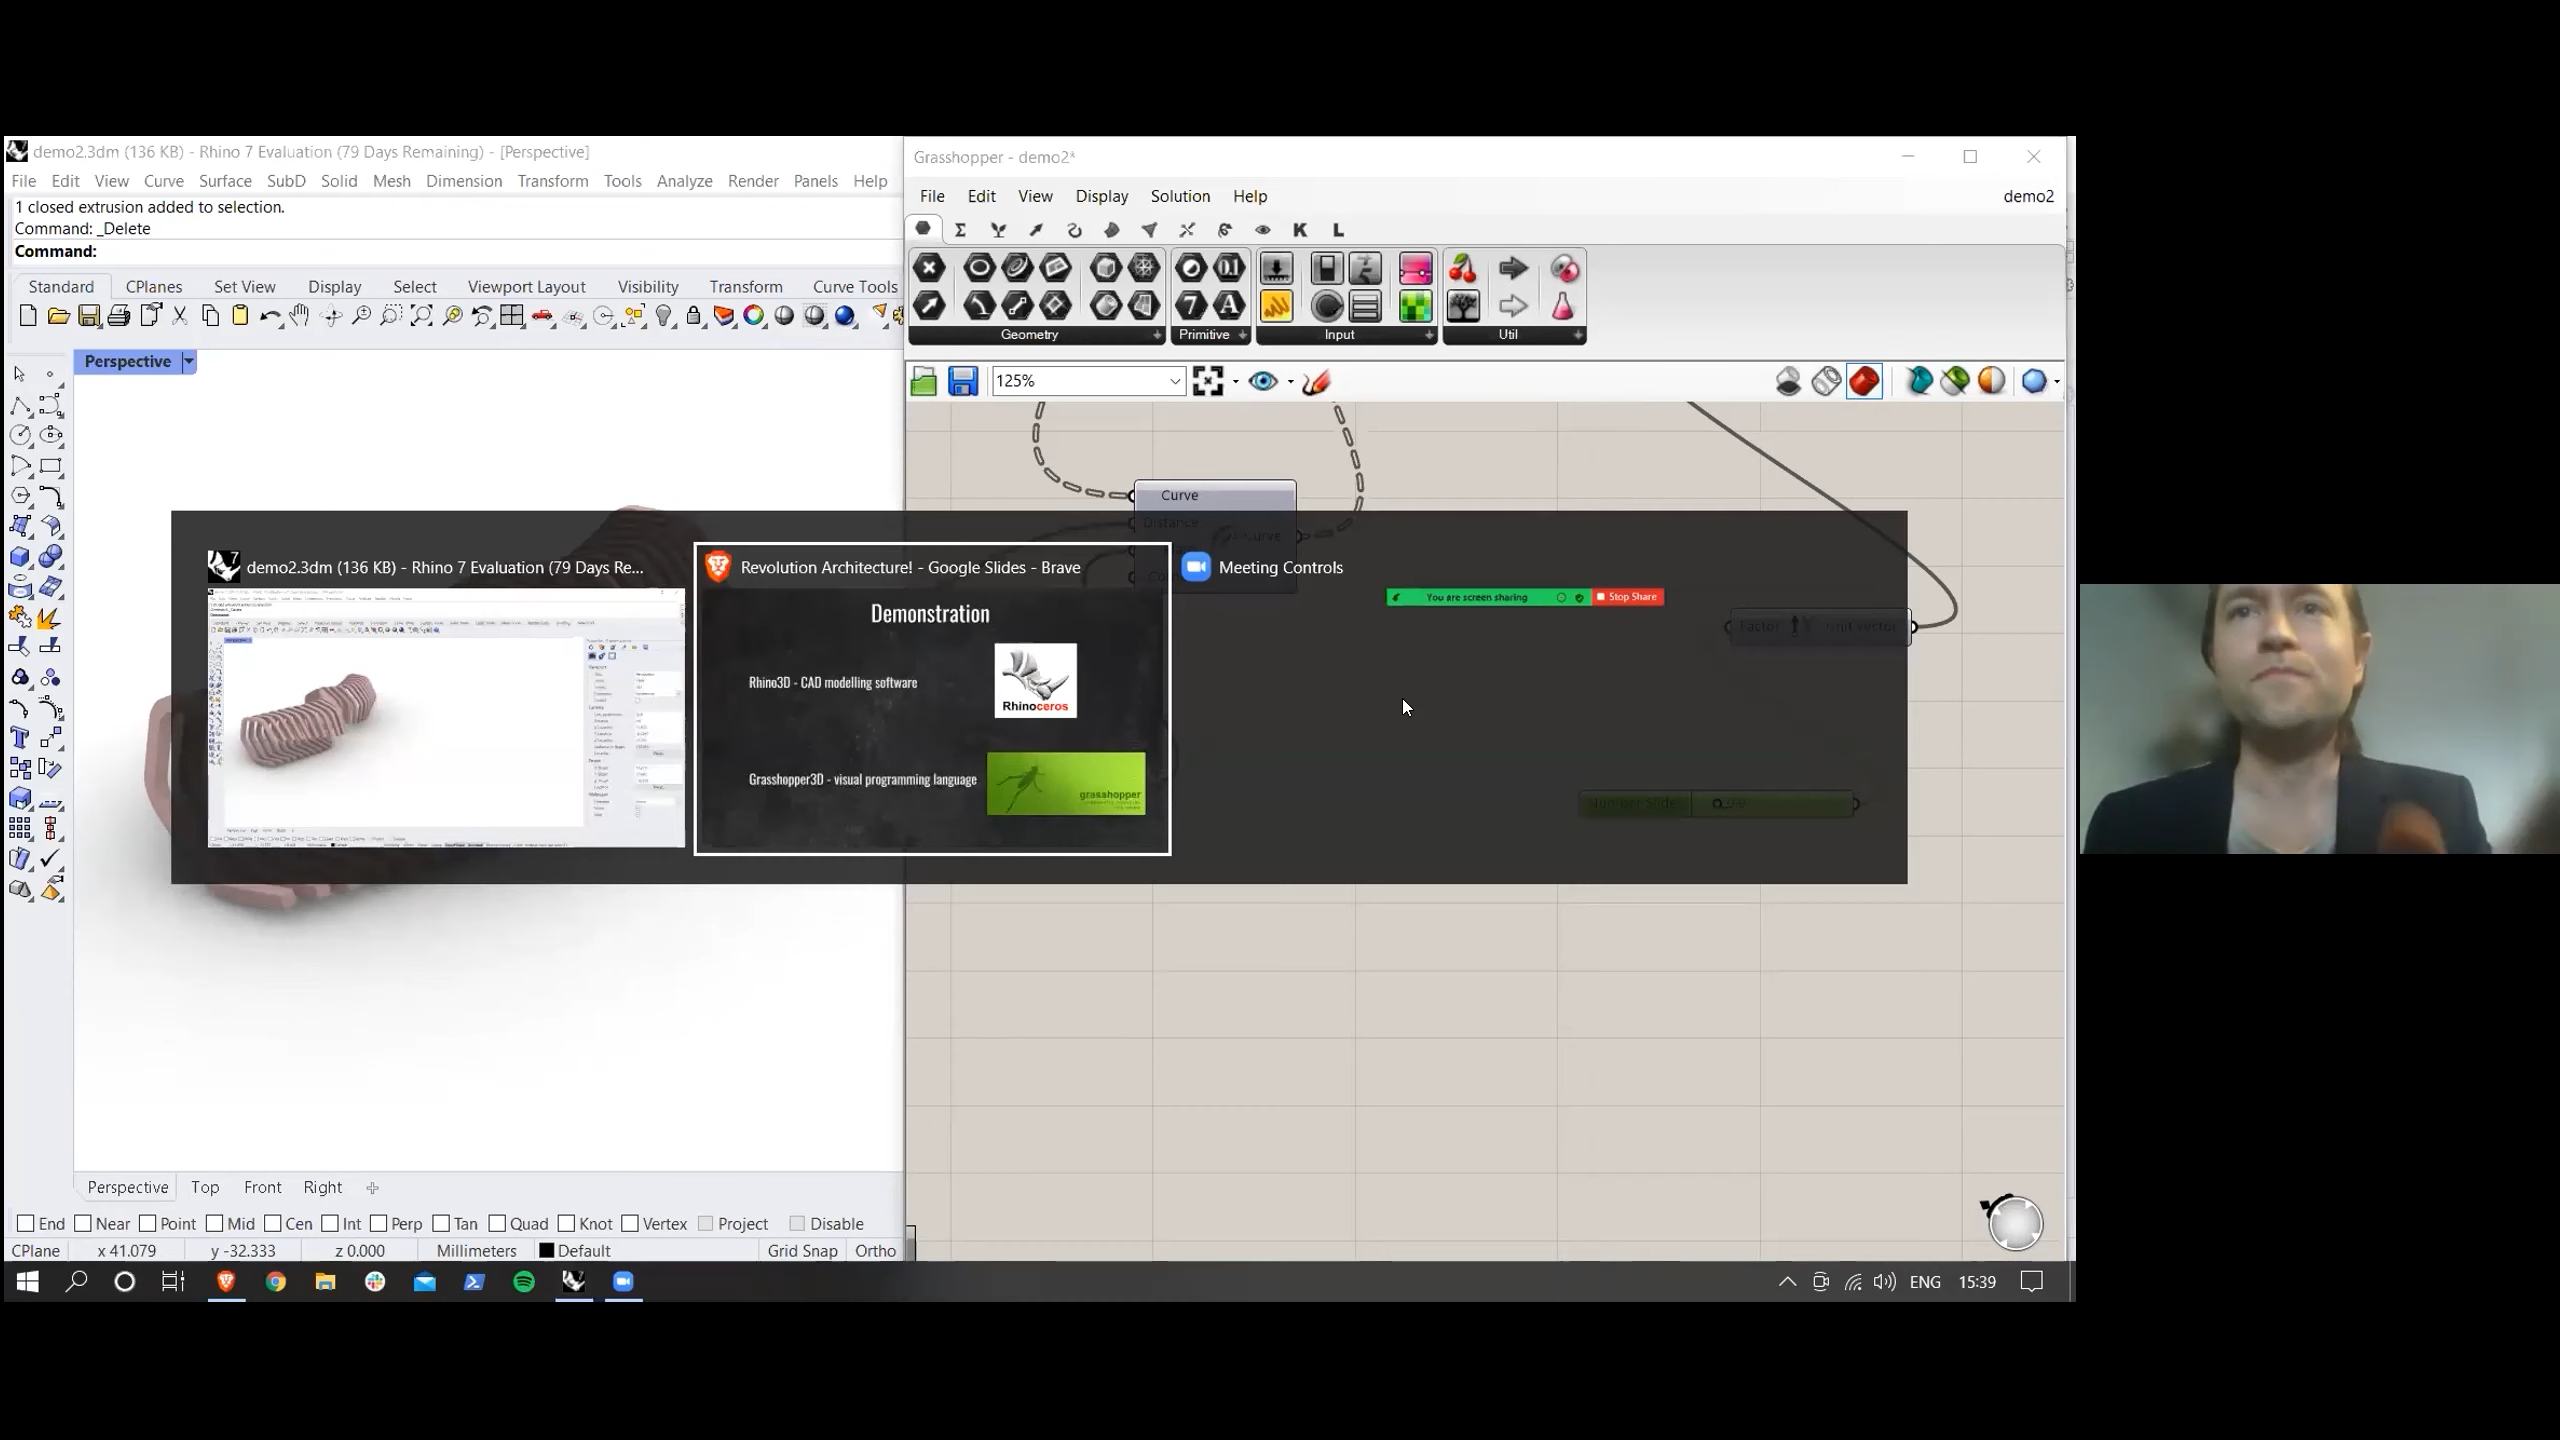 demo2.3dm (136 KB) - Rhino 7 Evaluation (79 Days Remaining) - [Perspective]
File Edit View Curve Surface SubD Solid Mesh Dimension Transform Tools Analyze Render Panels Help
1 closed extrusion added to selection.
Command: _Delete
Command:
Standard CPlanes Set View Display Select Viewport Layout Visibility Transform Curve Tools
Perspective
Grasshopper - demo2*
File Edit View Display Solution Help
demo2
K L
Geometry Primitive Input Util
125%
Curve
Distance
Curve
demo2.3dm (136 KB) - Rhino 7 Evaluation (79 Days Re...
Revolution Architecture! - Google Slides - Brave
Meeting Controls
Demonstration
Rhino3D - CAD modelling software
Rhinoceros
Grasshopper3D - visual programming language
grasshopper
You are screen sharing
Stop Share
Factor Unit vector
Number Slide
Perspective Top Front Right
End Near Point Mid Cen Int Perp Tan Quad Knot Vertex Project Disable
CPlane x 41.079 y -32.333 z 0.000 Millimeters Default Grid Snap Ortho
ENG 15:39